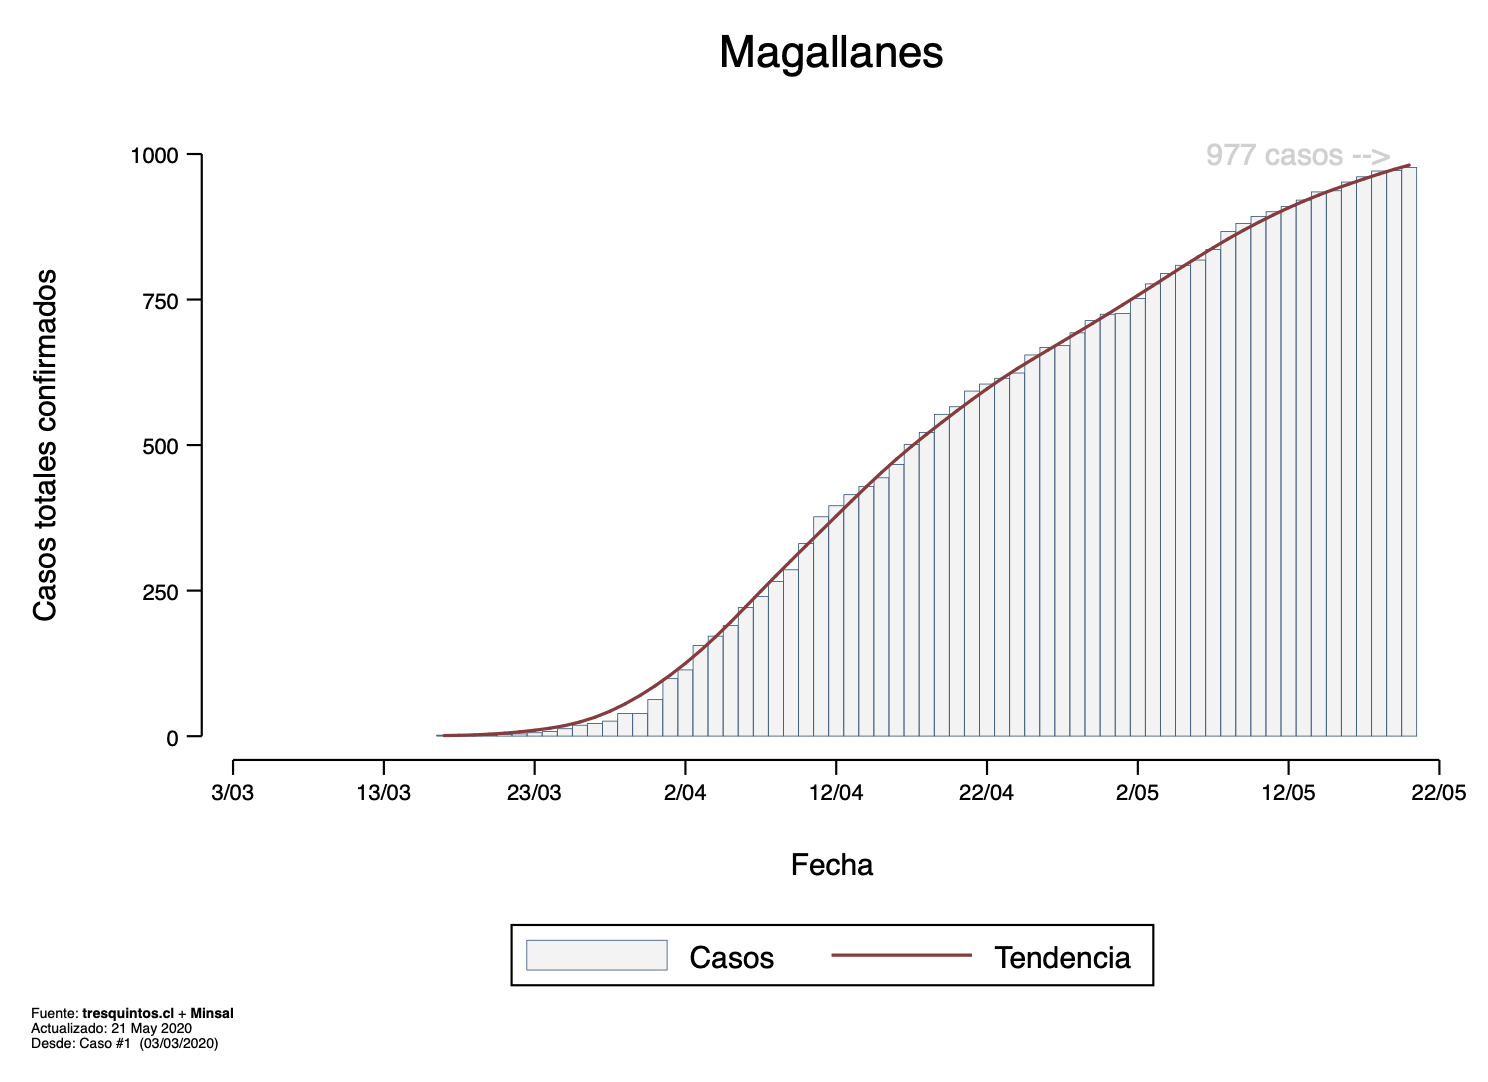 Magallanes
977 casos -->
Casos totales confirmados
1000
750
500
250
0
3/03 13/03 23/03 2/04 12/04 22/04 2/05 12/05 22/05
Fecha
Casos Tendencia
Fuente: tresquintos.cl + Minsal
Actualizado: 21 May 2020
Desde: Caso #1 (03/03/2020)